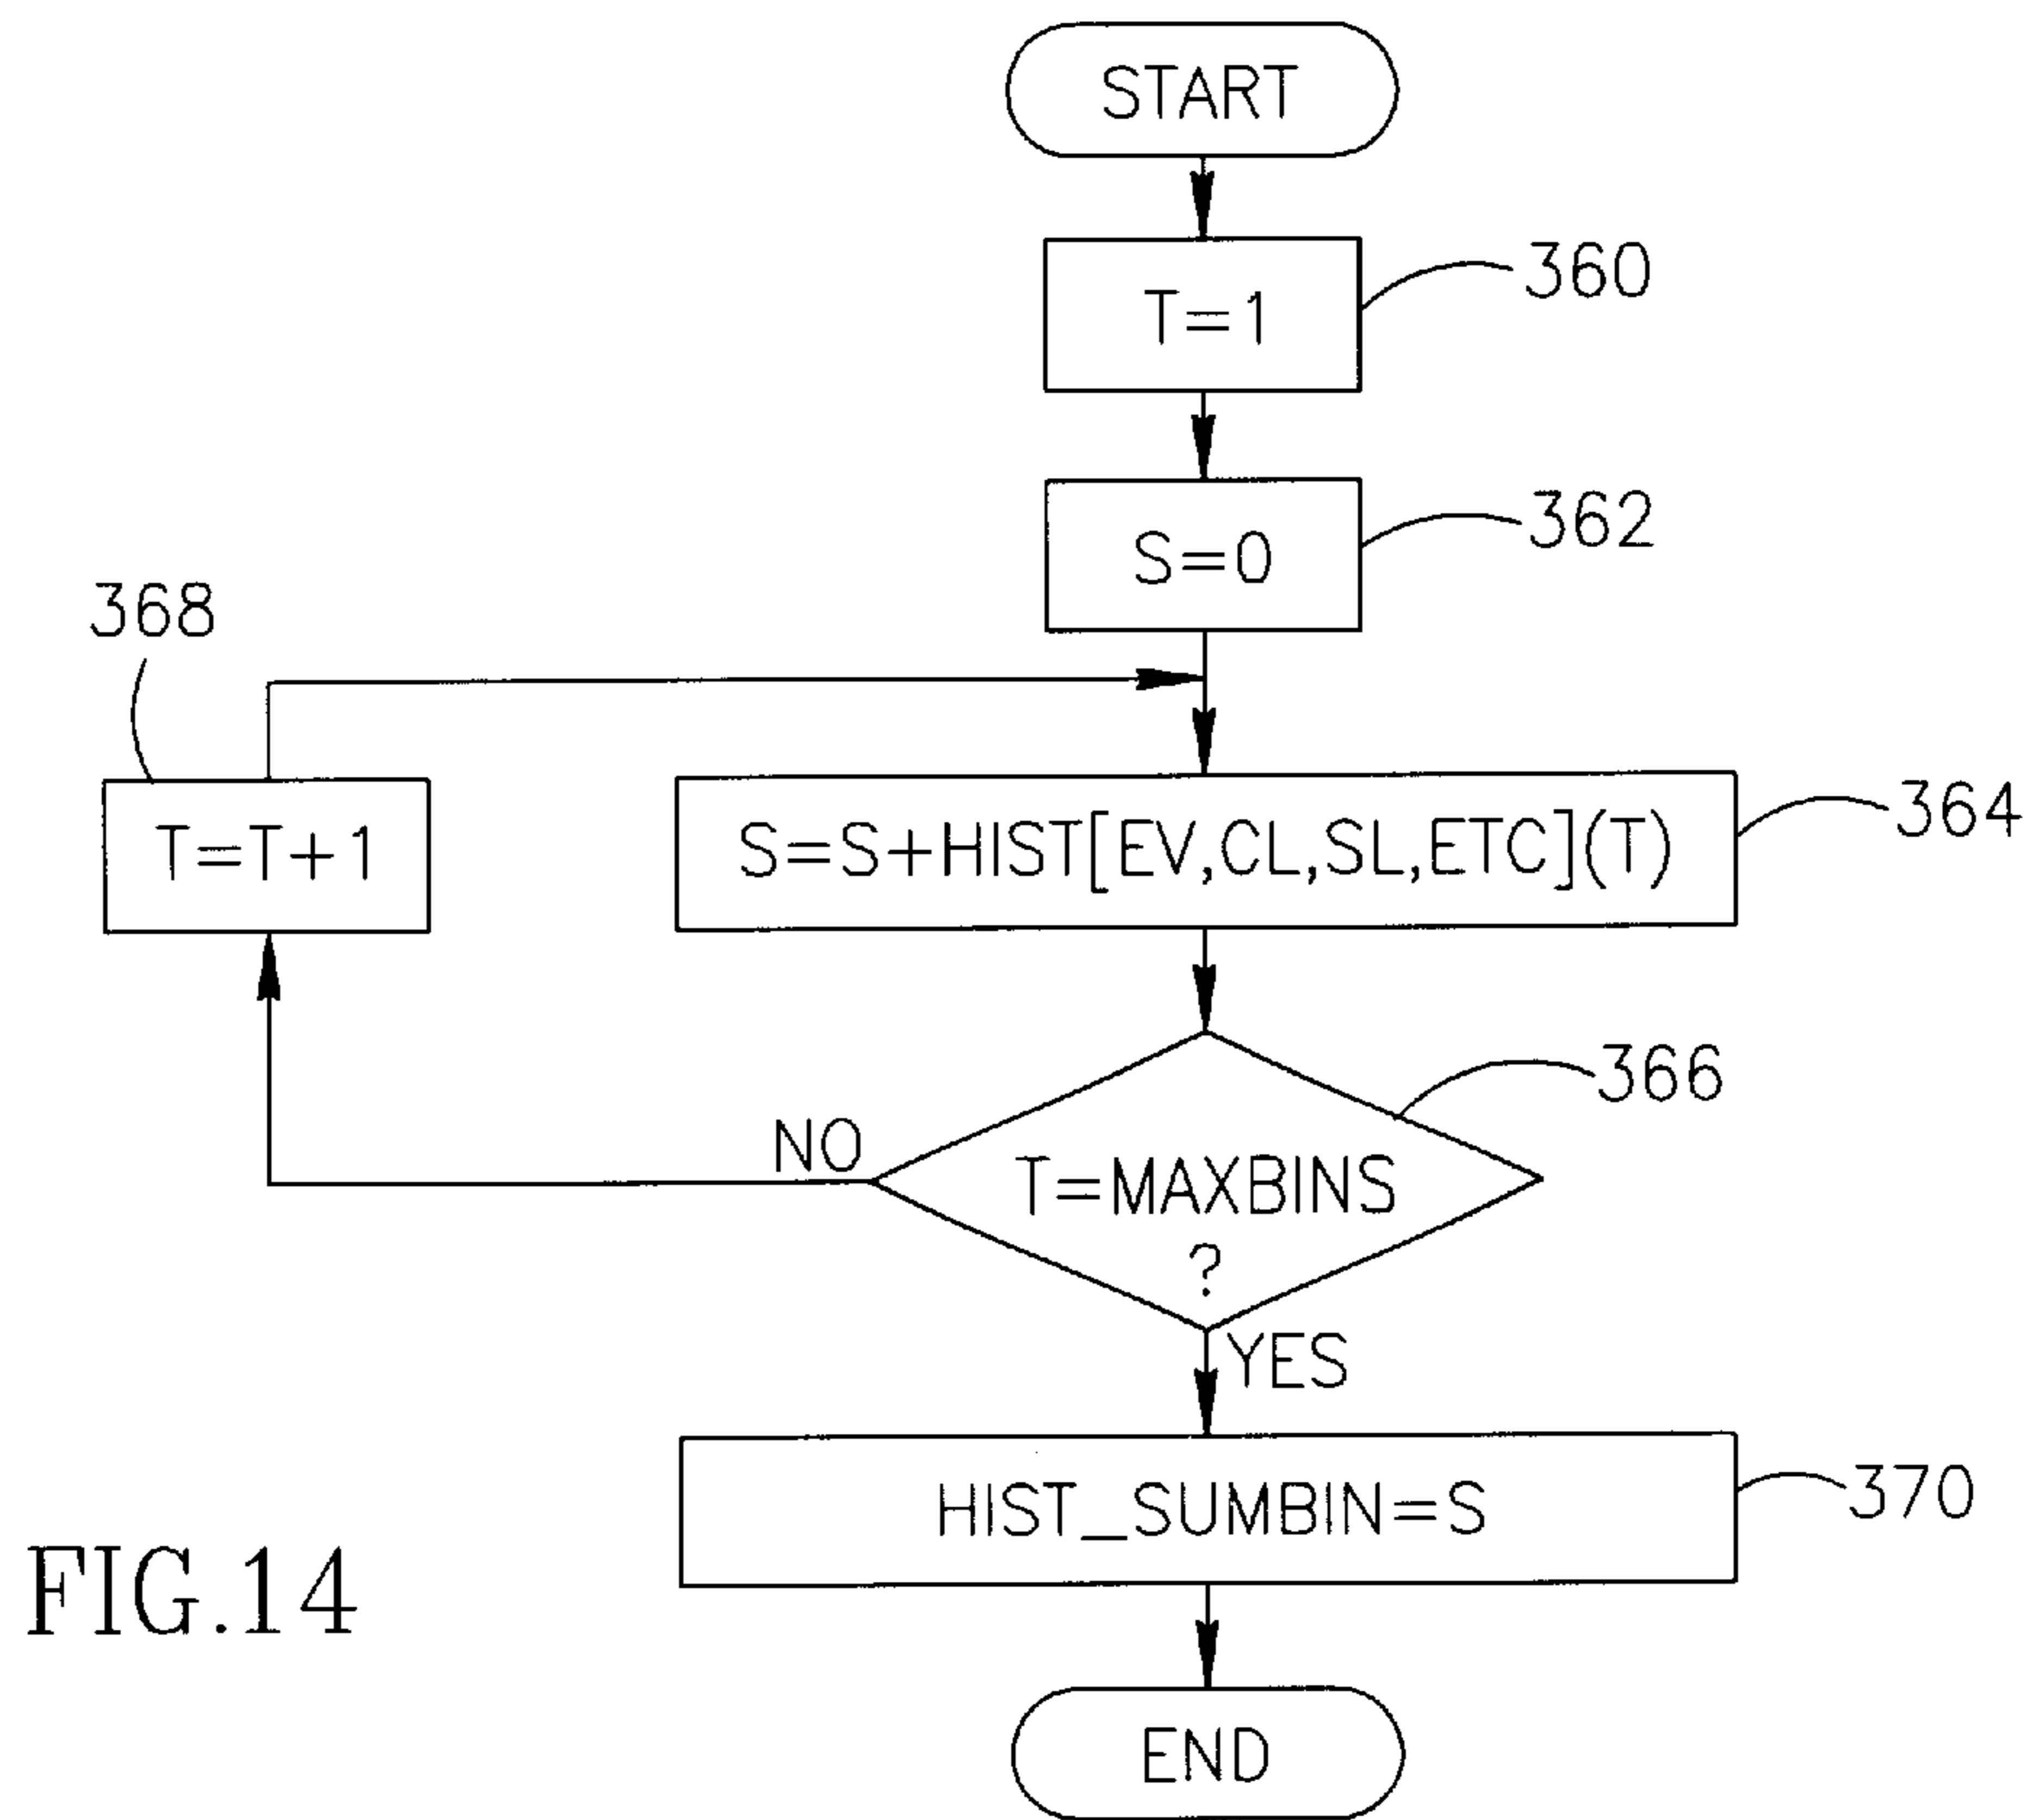 START
T=1
360
S=0
362
368
T=T+1
S=S+HIST[EV,CL,SL,ETC](T)
364
366
NO
T=MAXBINS
?
YES
HIST_SUMBIN=S
370
FIG.14
END